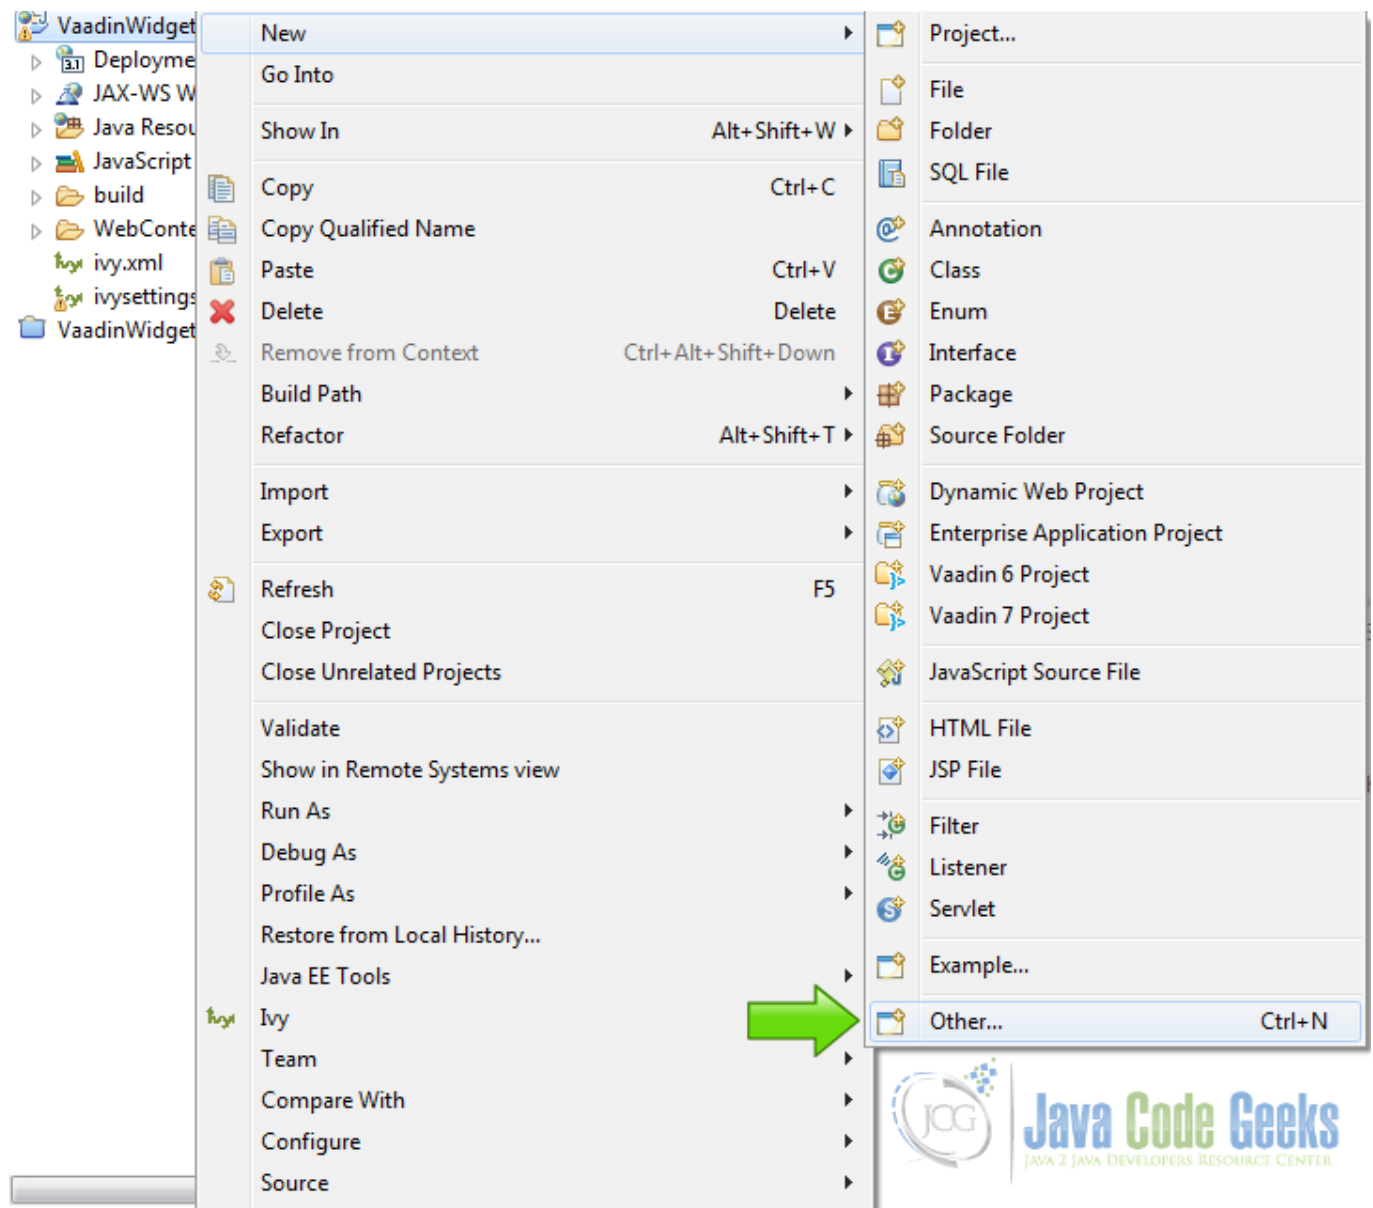 VaadinWidget
Deployme
3.1
JAX-WS W
Java Resou
JavaScript
build
WebConte
ivy.xml
ivysettings
VaadinWidget
New
Go Into
Show In Alt+Shift+W
Copy Ctrl+C
Copy Qualified Name
Paste Ctrl+V
Delete Delete
Remove from Context Ctrl+Alt+Shift+Down
Build Path
Refactor Alt+Shift+T
Import
Export
Refresh F5
Close Project
Close Unrelated Projects
Validate
Show in Remote Systems view
Run As
Debug As
Profile As
Restore from Local History...
Java EE Tools
Ivy
Team
Compare With
Configure
Source
Project...
File
Folder
SQL File
Annotation
Class
Enum
Interface
Package
Source Folder
Dynamic Web Project
Enterprise Application Project
Vaadin 6 Project
Vaadin 7 Project
JavaScript Source File
HTML File
JSP File
Filter
Listener
Servlet
Example...
Other... Ctrl+N
JCG
Java Code Geeks
JAVA 2 JAVA DEVELOPERS RESOURCE CENTER